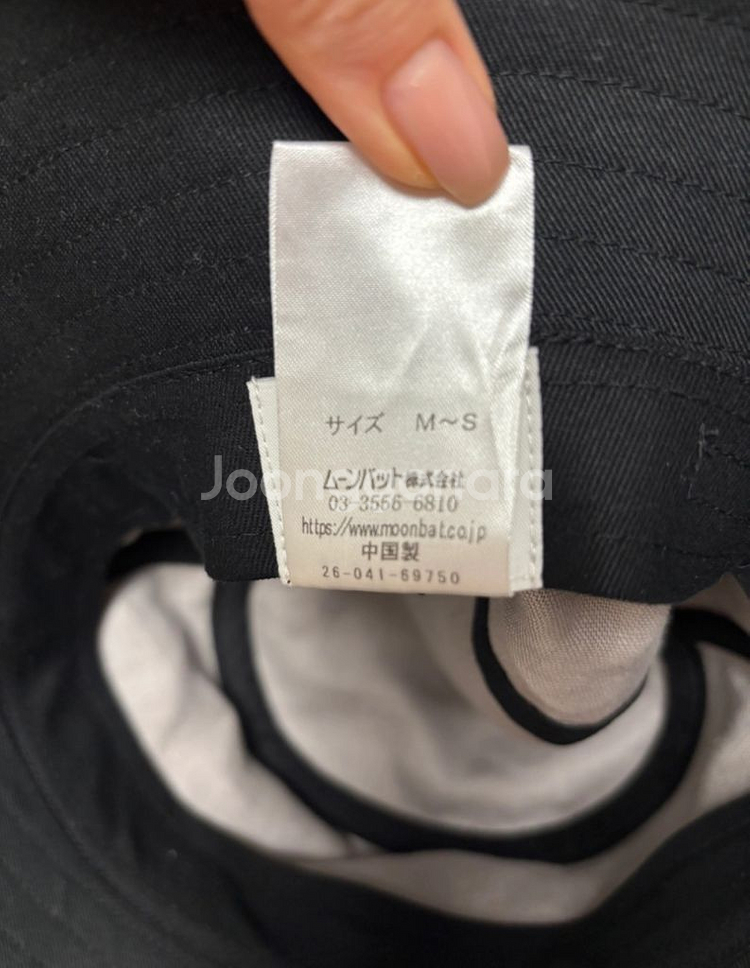 サイズ M～S
ムーンバット株式会社
03-3566-6810
https://www.moonbat.co.jp
中国製
26-041-69750